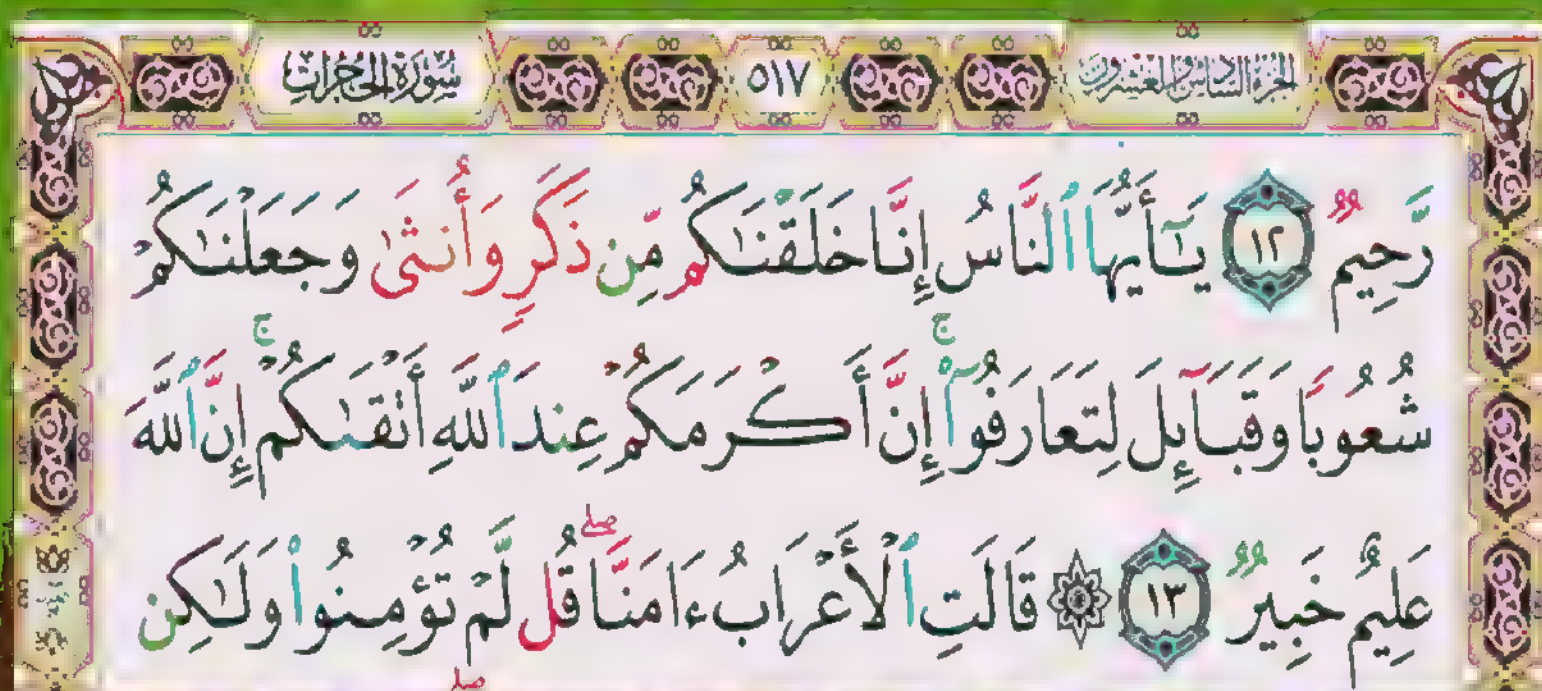 الجزء السادس والعشرون ٥١٧ سورة الحجرات
رَّحِيمٌ ١٢ يَـٰٓأَيُّهَا ٱلنَّاسُ إِنَّا خَلَقْنَـٰكُم مِّن ذَكَرٍ وَأُنثَىٰ وَجَعَلْنَـٰكُمْ
شُعُوبًا وَقَبَآئِلَ لِتَعَارَفُوٓا۟ ۚ إِنَّ أَكْرَمَكُمْ عِندَ ٱللَّهِ أَتْقَىٰكُمْ ۚ إِنَّ ٱللَّهَ
عَلِيمٌ خَبِيرٌ ١٣ ۞ قَالَتِ ٱلْأَعْرَابُ ءَامَنَّا ۖ قُل لَّمْ تُؤْمِنُوا۟ وَلَـٰكِن